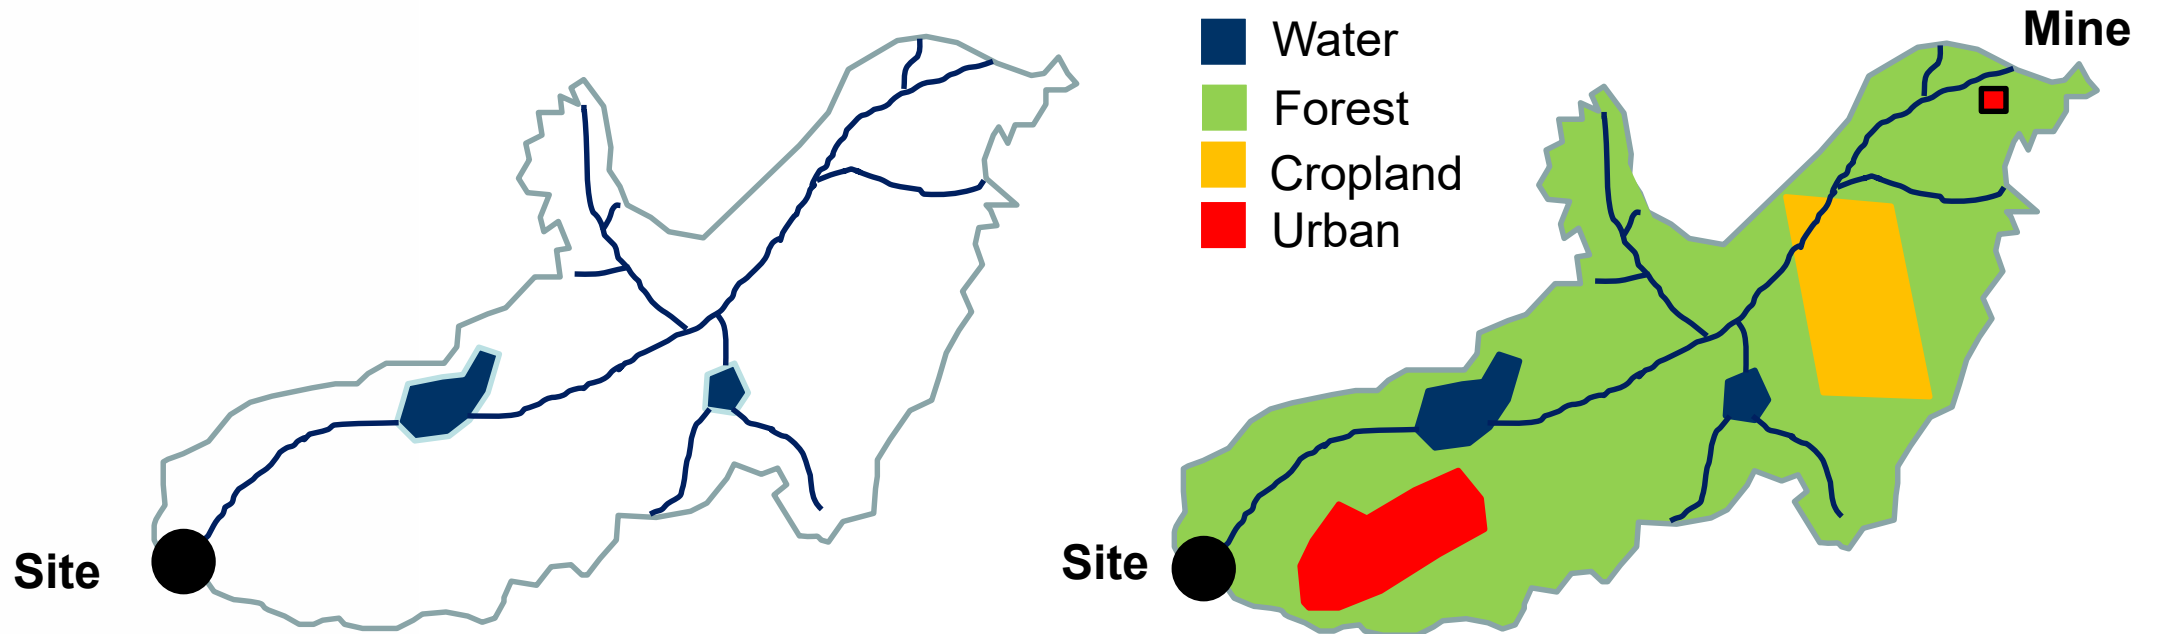 Site
Water
Forest
Cropland
Urban
Mine
Site